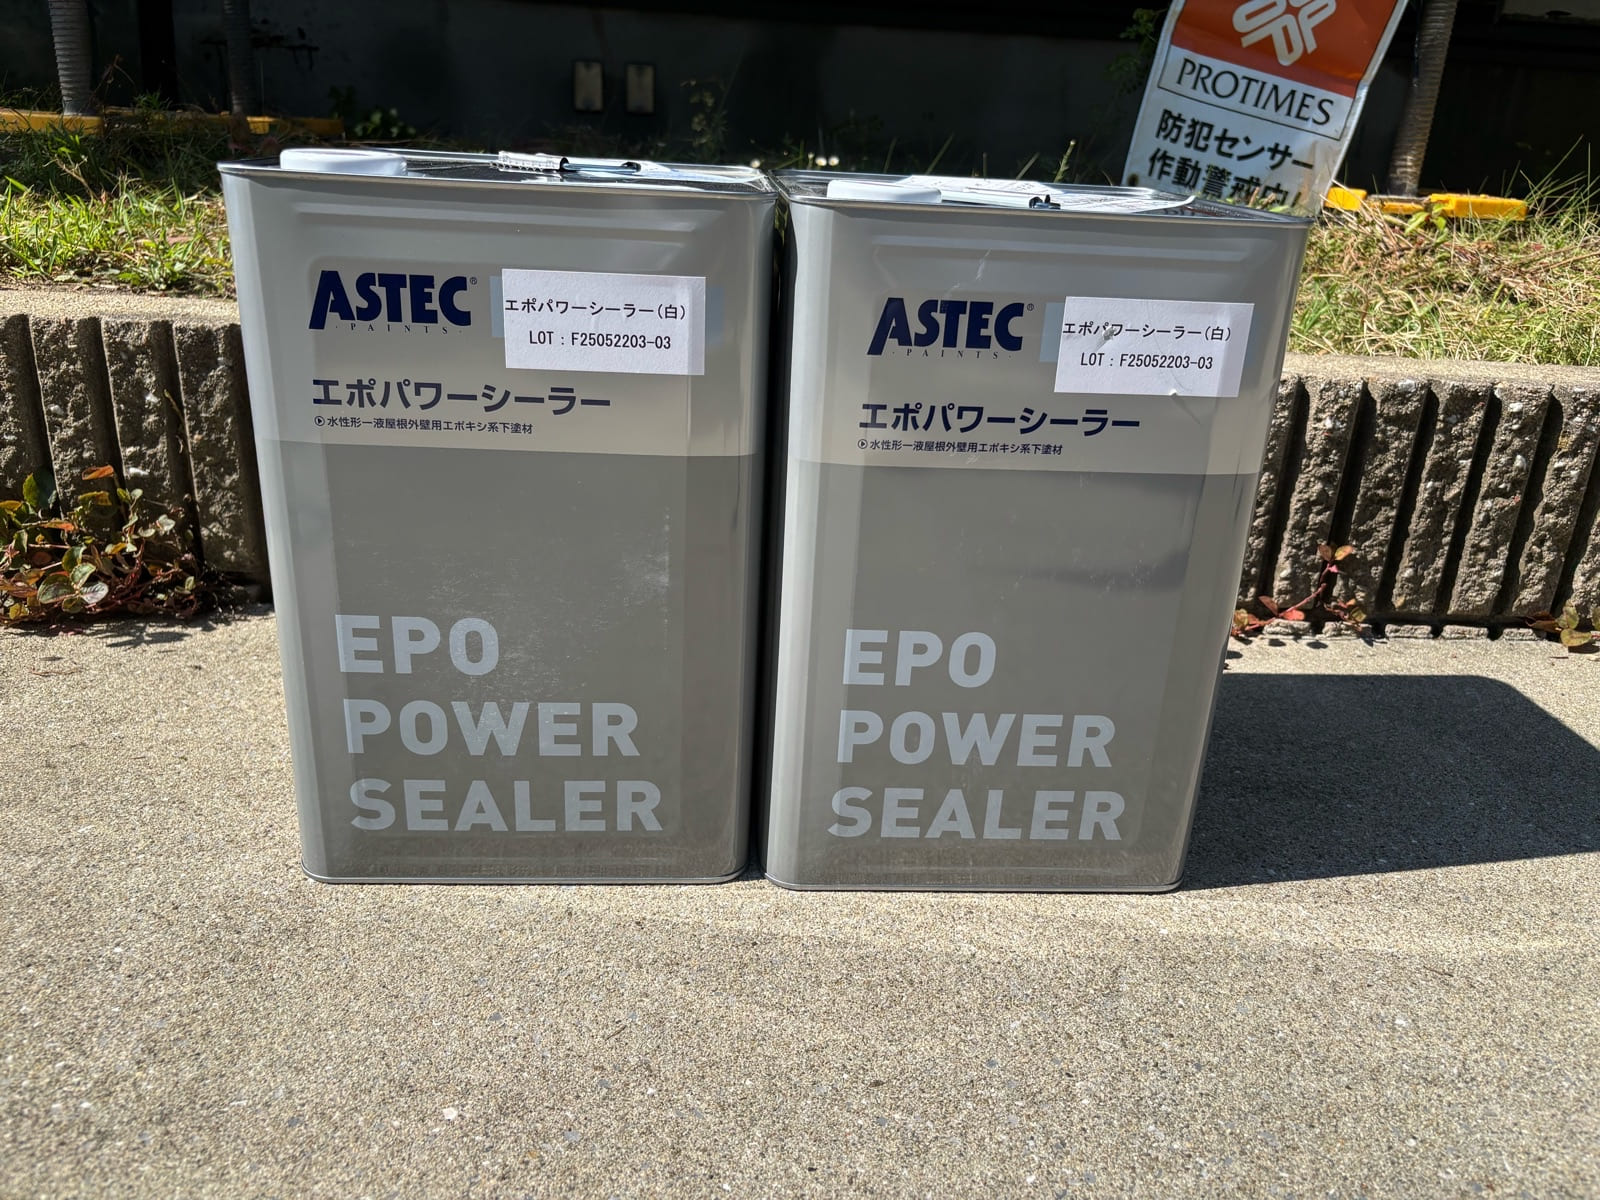 PROTIMES
防犯センサー
作動警戒中!
ASTEC®
PAINTS
エポパワーシーラー(白)
LOT : F25052203-03
エポパワーシーラー
水性形一液屋根外壁用エポキシ系下塗材
EPO
POWER
SEALER
ASTEC®
PAINTS
エポパワーシーラー(白)
LOT : F25052203-03
エポパワーシーラー
水性形一液屋根外壁用エポキシ系下塗材
EPO
POWER
SEALER